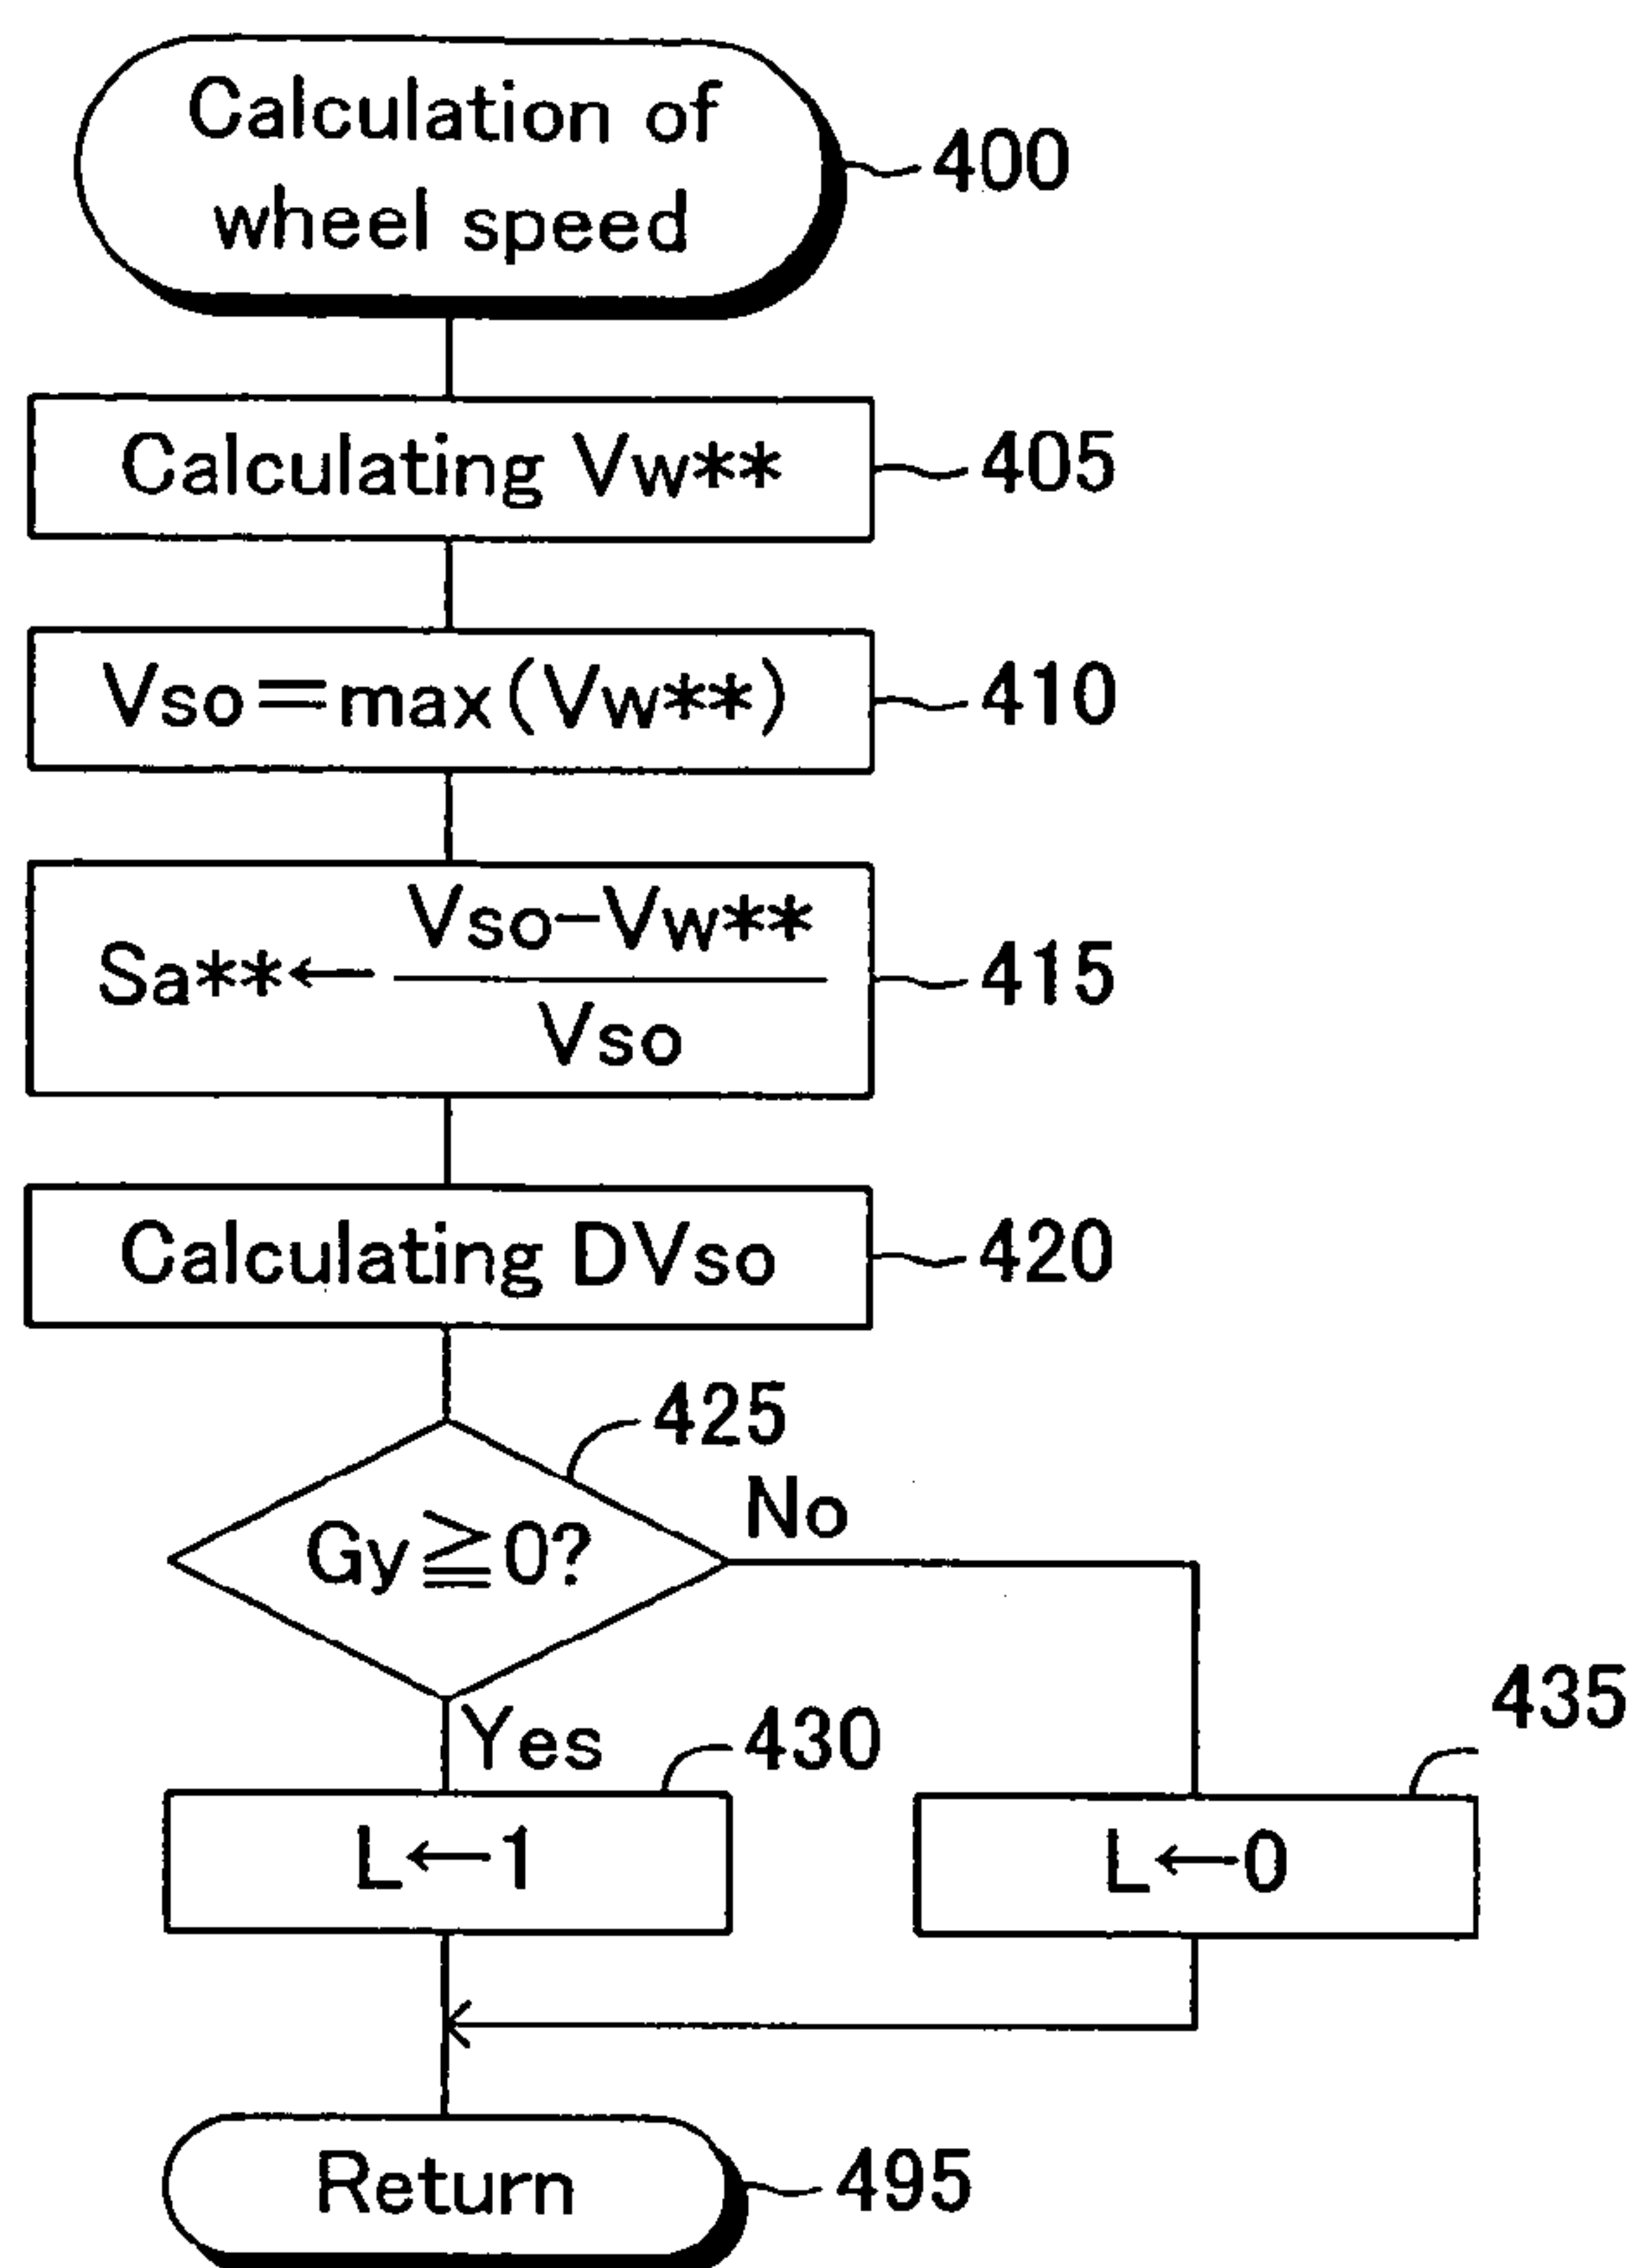 Calculation of
wheel speed
400
Calculating Vw**
405
Vso=max(Vw**)
410
Sa**← Vso-Vw** / Vso
415
Calculating DVso
420
425
Gy≧0?
No
Yes
430
435
L←1
L←0
Return
495